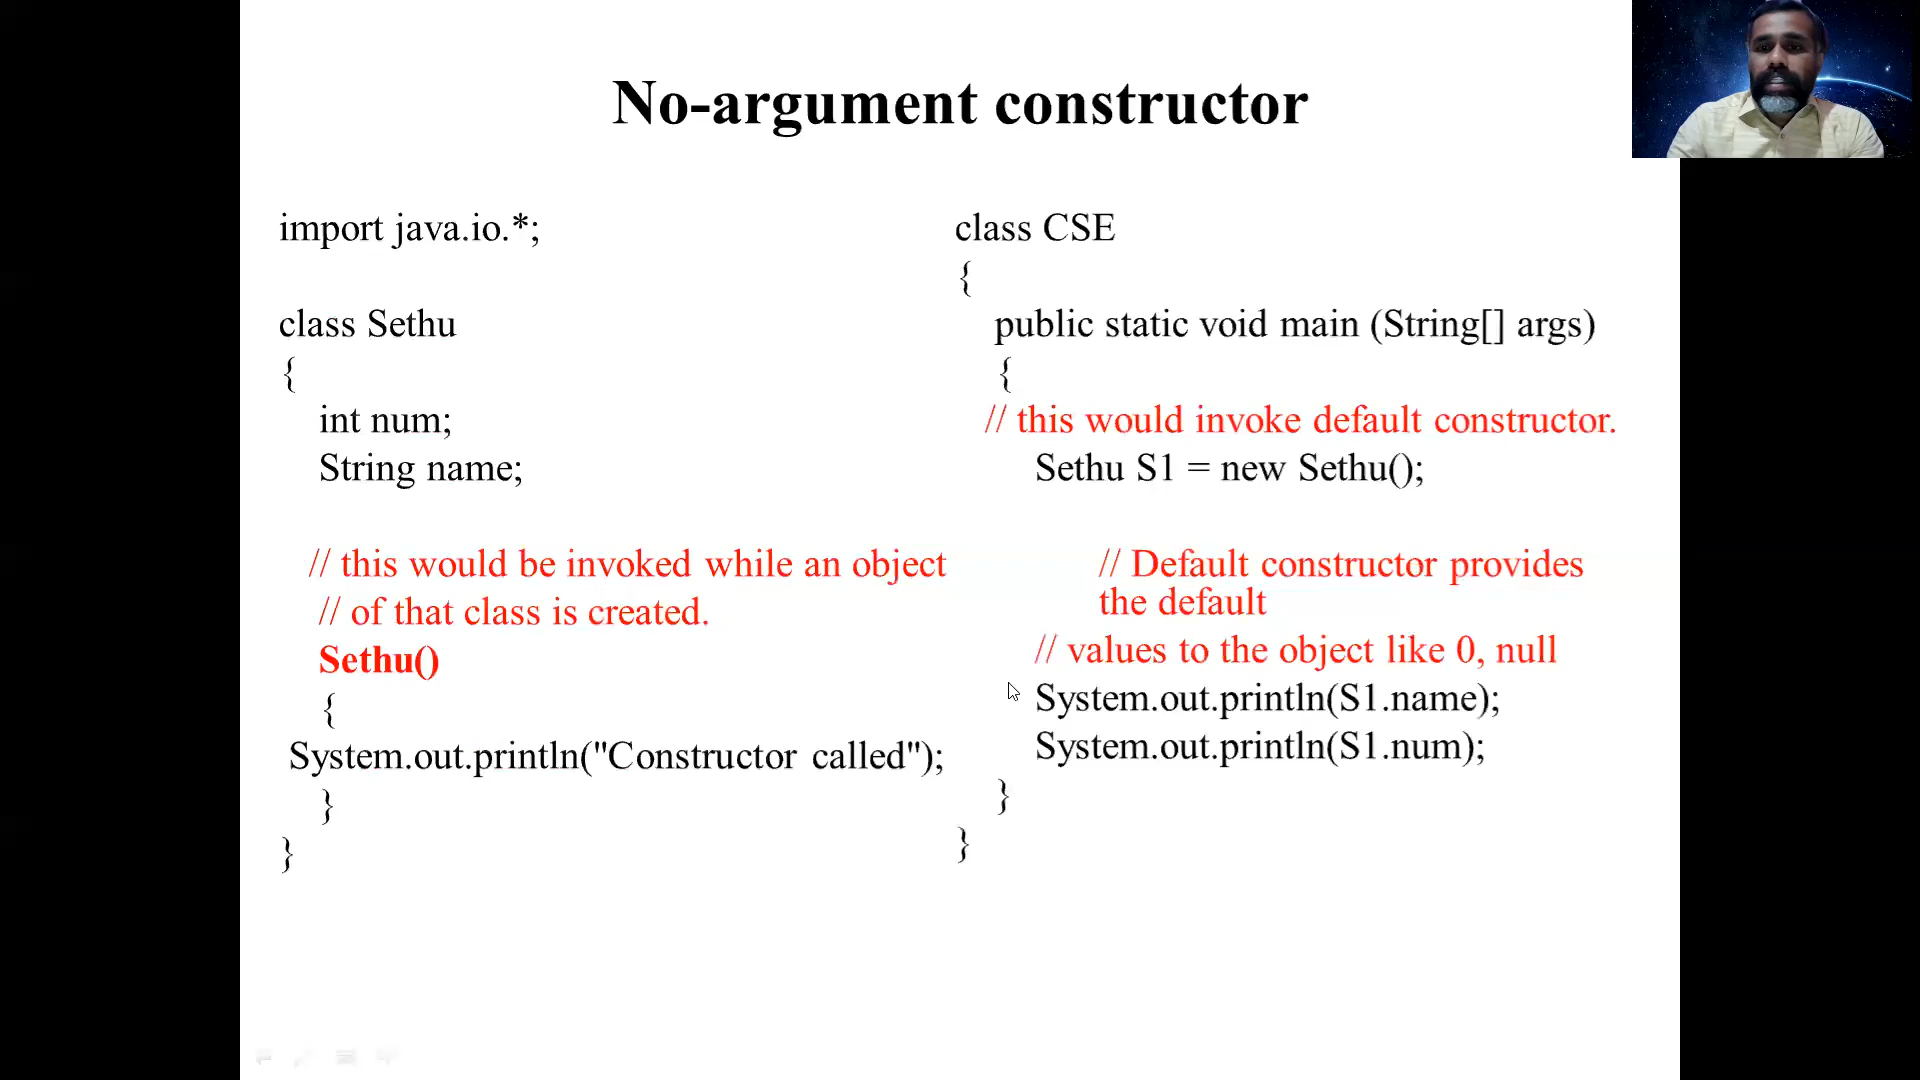 No-argument constructor
import java.io.*;
class Sethu
{
int num;
String name;
// this would be invoked while an object
// of that class is created.
Sethu()
{
System.out.println("Constructor called");
}
}
class CSE
{
public static void main (String[] args)
{
// this would invoke default constructor.
Sethu S1 = new Sethu();
// Default constructor provides
the default
// values to the object like 0, null
System.out.println(S1.name);
System.out.println(S1.num);
}
}